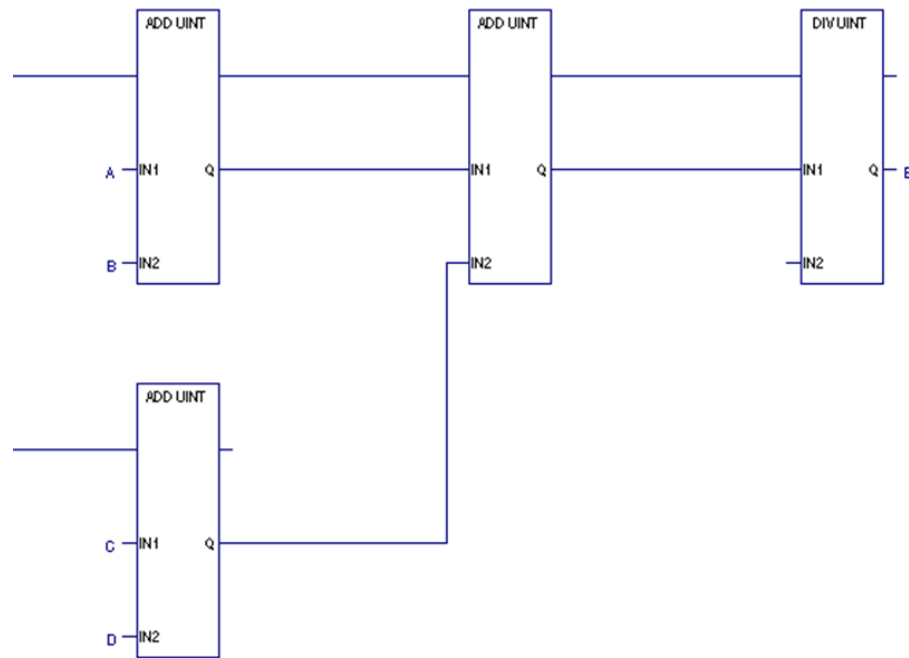 ADD UINT
ADD UINT
DIV UINT
A
IN1
Q
IN1
Q
IN1
Q
E
B
IN2
IN2
IN2
ADD UINT
C
IN1
Q
D
IN2